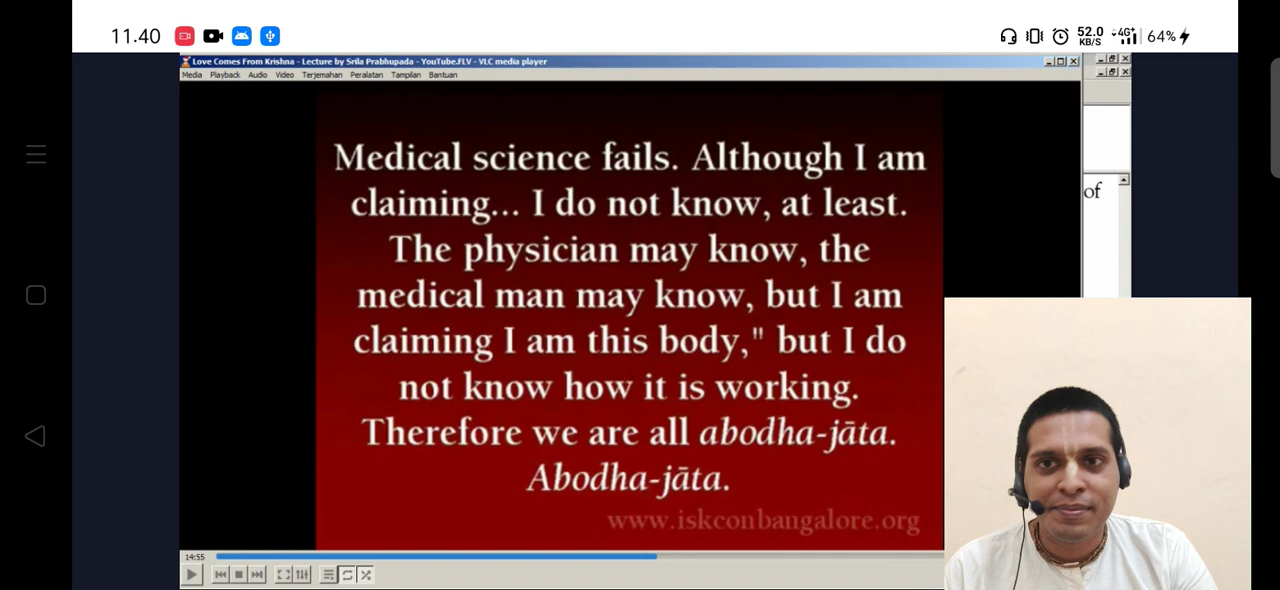 11.40
52.0
KB/S
4G+
64%
Love Comes From Krishna - Lecture by Srila Prabhupada - YouTube.FLV - VLC media player
Media Playback Audio Video Terjemahan Peralatan Tampilan Bantuan
Medical science fails. Although I am
claiming... I do not know, at least.
The physician may know, the
medical man may know, but I am
claiming I am this body," but I do
not know how it is working.
Therefore we are all abodha-jāta.
Abodha-jāta.
www.iskconbangalore.org
of
14:55